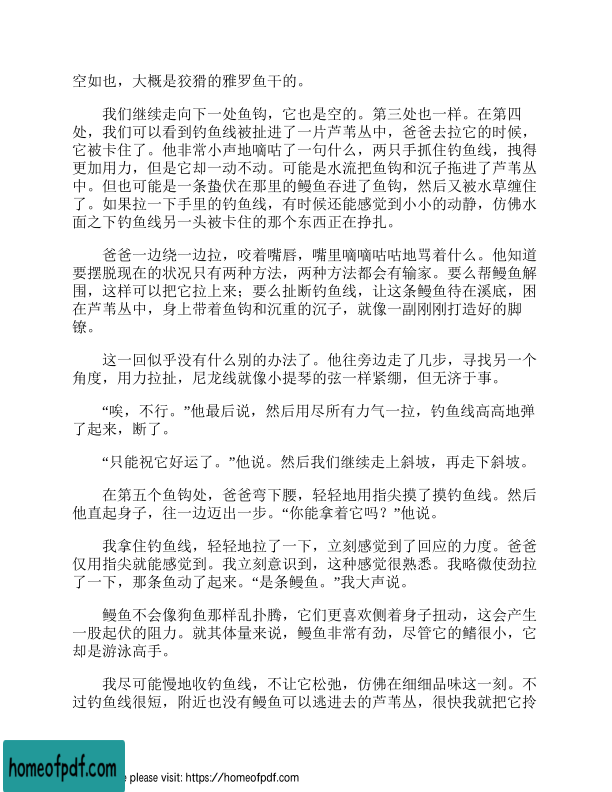 空如也，大概是狡猾的雅罗鱼干的。
我们继续走向下一处鱼钩，它也是空的。第三处也一样。在第四
处，我们可以看到钓鱼线被扯进了一片芦苇丛中，爸爸去拉它的时候，
它被卡住了。他非常小声地嘀咕了一句什么，两只手抓住钓鱼线，拽得
更加用力，但是它却一动不动。可能是水流把鱼钩和沉子拖进了芦苇丛
中。但也可能是一条蛰伏在那里的鳗鱼吞进了鱼钩，然后又被水草缠住
了。如果拉一下手里的钓鱼线，有时候还能感觉到小小的动静，仿佛水
面之下钓鱼线另一头被卡住的那个东西正在挣扎。
爸爸一边绕一边拉，咬着嘴唇，嘴里嘀嘀咕咕地骂着什么。他知道
要摆脱现在的状况只有两种方法，两种方法都会有输家。要么帮鳗鱼解
围，这样可以把它拉上来；要么扯断钓鱼线，让这条鳗鱼待在溪底，困
在芦苇丛中，身上带着鱼钩和沉重的沉子，就像一副刚刚打造好的脚
镣。
这一回似乎没有什么别的办法了。他往旁边走了几步，寻找另一个
角度，用力拉扯，尼龙线就像小提琴的弦一样紧绷，但无济于事。
“唉，不行。”他最后说，然后用尽所有力气一拉，钓鱼线高高地弹
了起来，断了。
“只能祝它好运了。”他说。然后我们继续走上斜坡，再走下斜坡。
在第五个鱼钩处，爸爸弯下腰，轻轻地用指尖摸了摸钓鱼线。然后
他直起身子，往一边迈出一步。“你能拿着它吗？”他说。
我拿住钓鱼线，轻轻地拉了一下，立刻感觉到了回应的力度。爸爸
仅用指尖就能感觉到。我立刻意识到，这种感觉很熟悉。我略微使劲拉
了一下，那条鱼动了起来。“是条鳗鱼。”我大声说。
鳗鱼不会像狗鱼那样乱扑腾，它们更喜欢侧着身子扭动，这会产生
一股起伏的阻力。就其体量来说，鳗鱼非常有劲，尽管它的鳍很小，它
却是游泳高手。
我尽可能慢地收钓鱼线，不让它松弛，仿佛在细细品味这一刻。不
过钓鱼线很短，附近也没有鳗鱼可以逃进去的芦苇丛，很快我就把它拎
homeofpdf.com
e please visit: https://homeofpdf.com